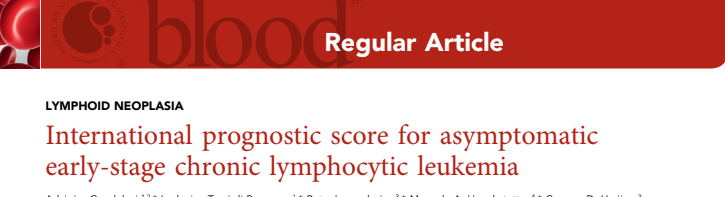 blood
Regular Article
LYMPHOID NEOPLASIA
International prognostic score for asymptomatic
early-stage chronic lymphocytic leukemia